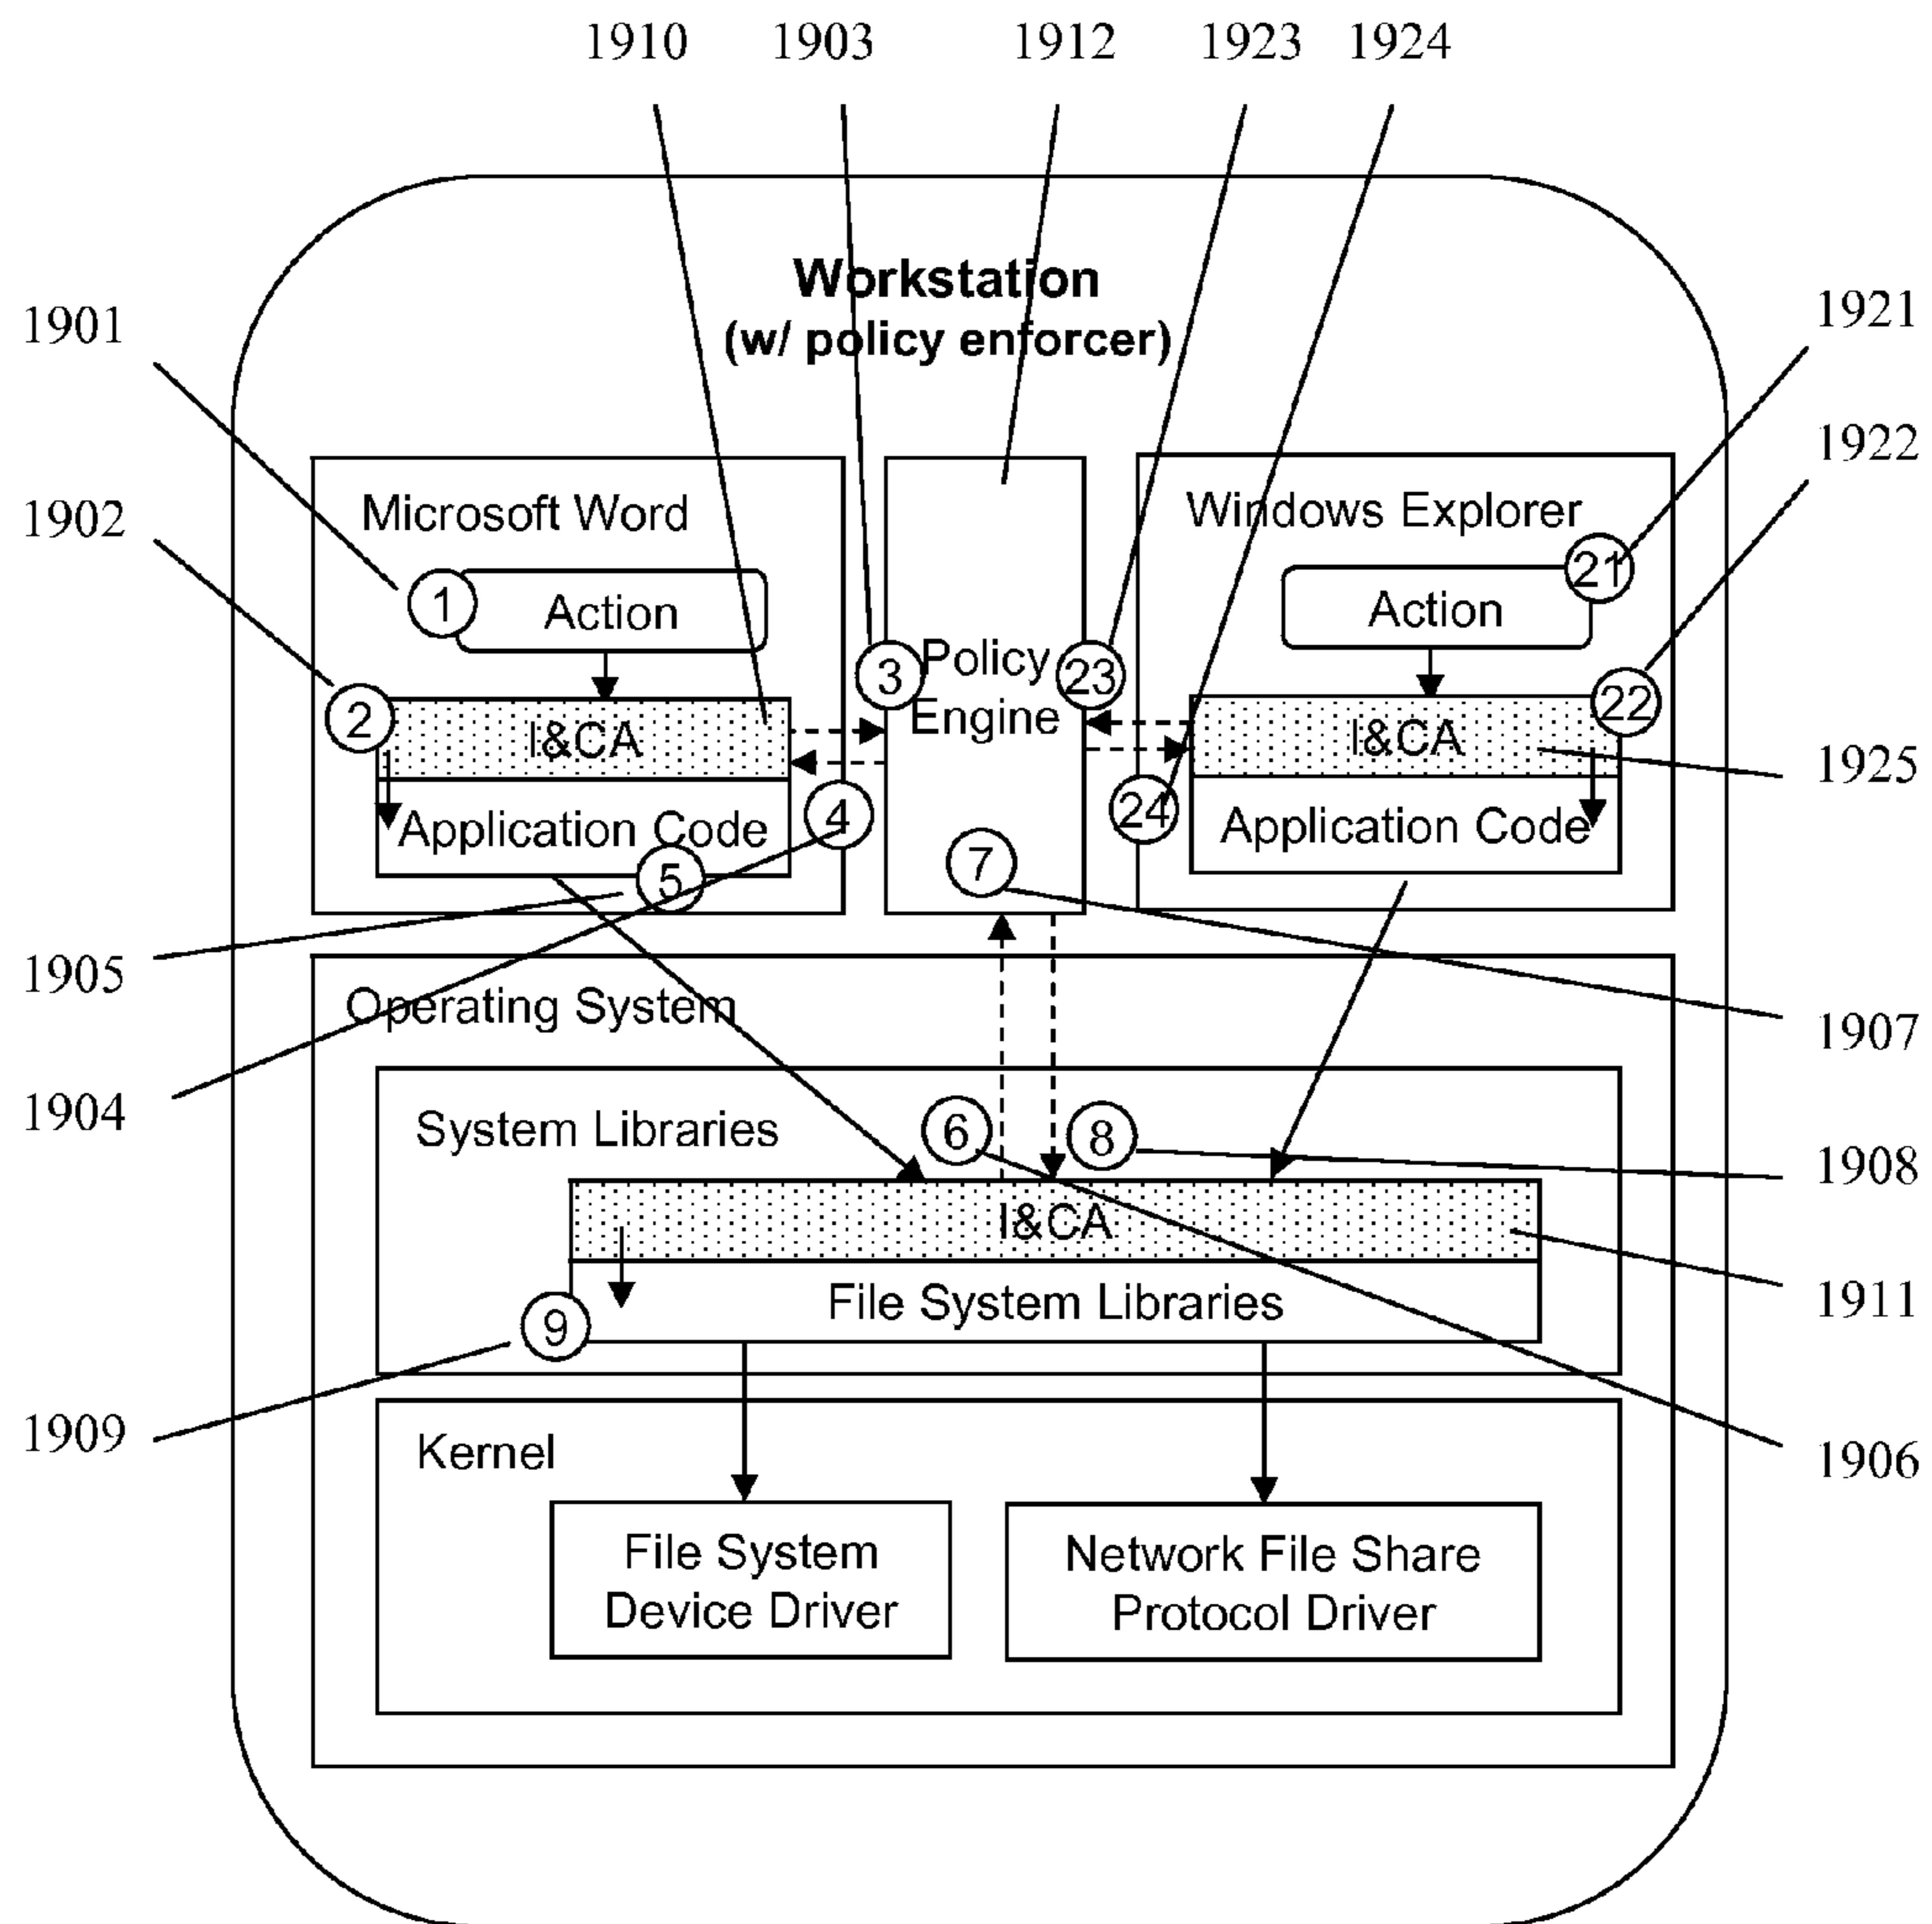 1910 1903 1912 1923 1924
Workstation
(w/ policy enforcer)
1901
1921
1902
1922
Microsoft Word
Windows Explorer
1
Action
21
Action
2
I&CA
3
Policy
Engine
23
I&CA
22
1925
Application Code
4
5
7
24
Application Code
1905
1904
1907
Operating System
System Libraries
6
8
1908
I&CA
1911
File System Libraries
9
1909
1906
Kernel
File System
Device Driver
Network File Share
Protocol Driver